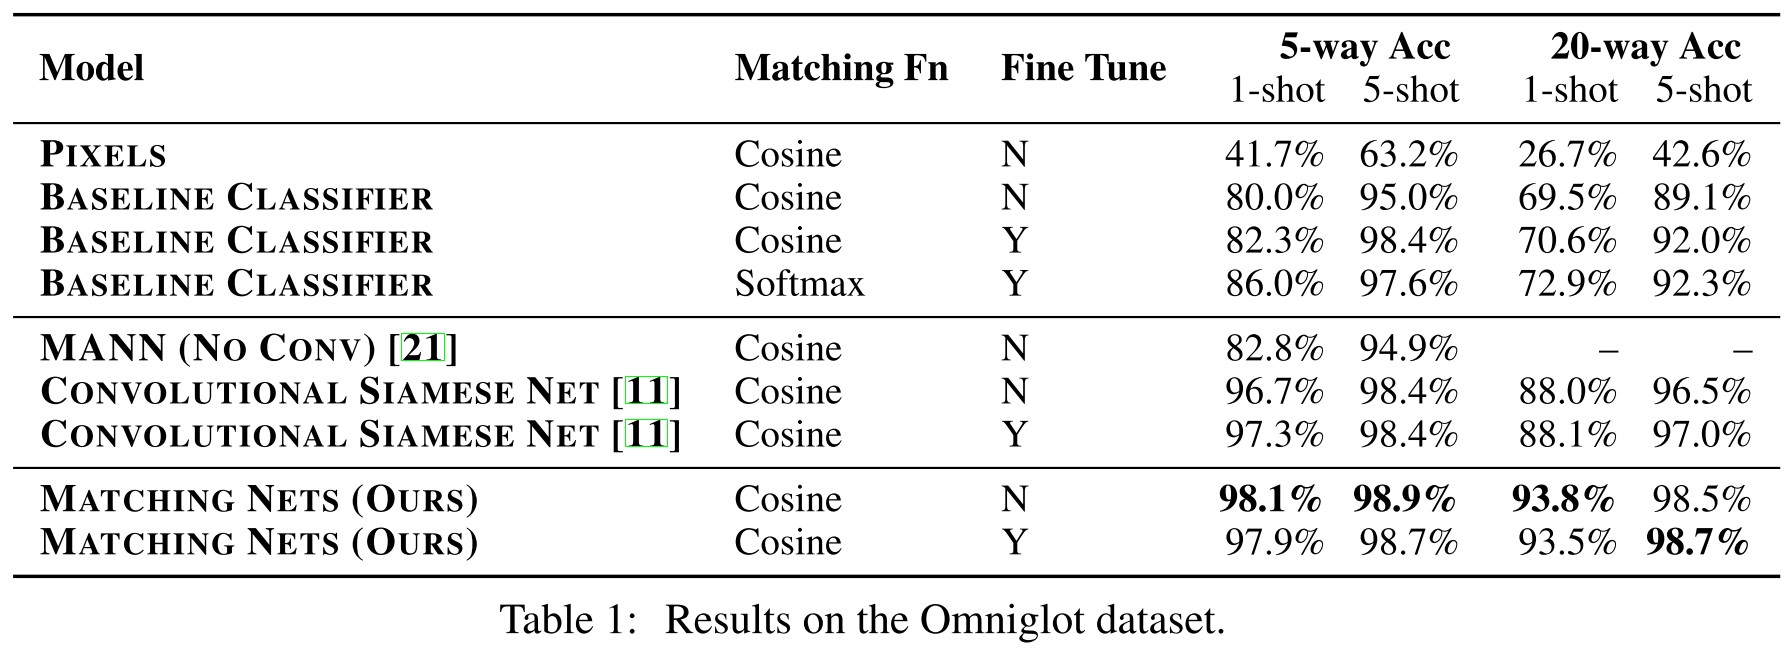 Model Matching Fn Fine Tune 5-way Acc 20-way Acc
1-shot 5-shot 1-shot 5-shot
PIXELS Cosine N 41.7% 63.2% 26.7% 42.6%
BASELINE CLASSIFIER Cosine N 80.0% 95.0% 69.5% 89.1%
BASELINE CLASSIFIER Cosine Y 82.3% 98.4% 70.6% 92.0%
BASELINE CLASSIFIER Softmax Y 86.0% 97.6% 72.9% 92.3%
MANN (NO CONV) [21] Cosine N 82.8% 94.9% – –
CONVOLUTIONAL SIAMESE NET [11] Cosine N 96.7% 98.4% 88.0% 96.5%
CONVOLUTIONAL SIAMESE NET [11] Cosine Y 97.3% 98.4% 88.1% 97.0%
MATCHING NETS (OURS) Cosine N 98.1% 98.9% 93.8% 98.5%
MATCHING NETS (OURS) Cosine Y 97.9% 98.7% 93.5% 98.7%
Table 1: Results on the Omniglot dataset.